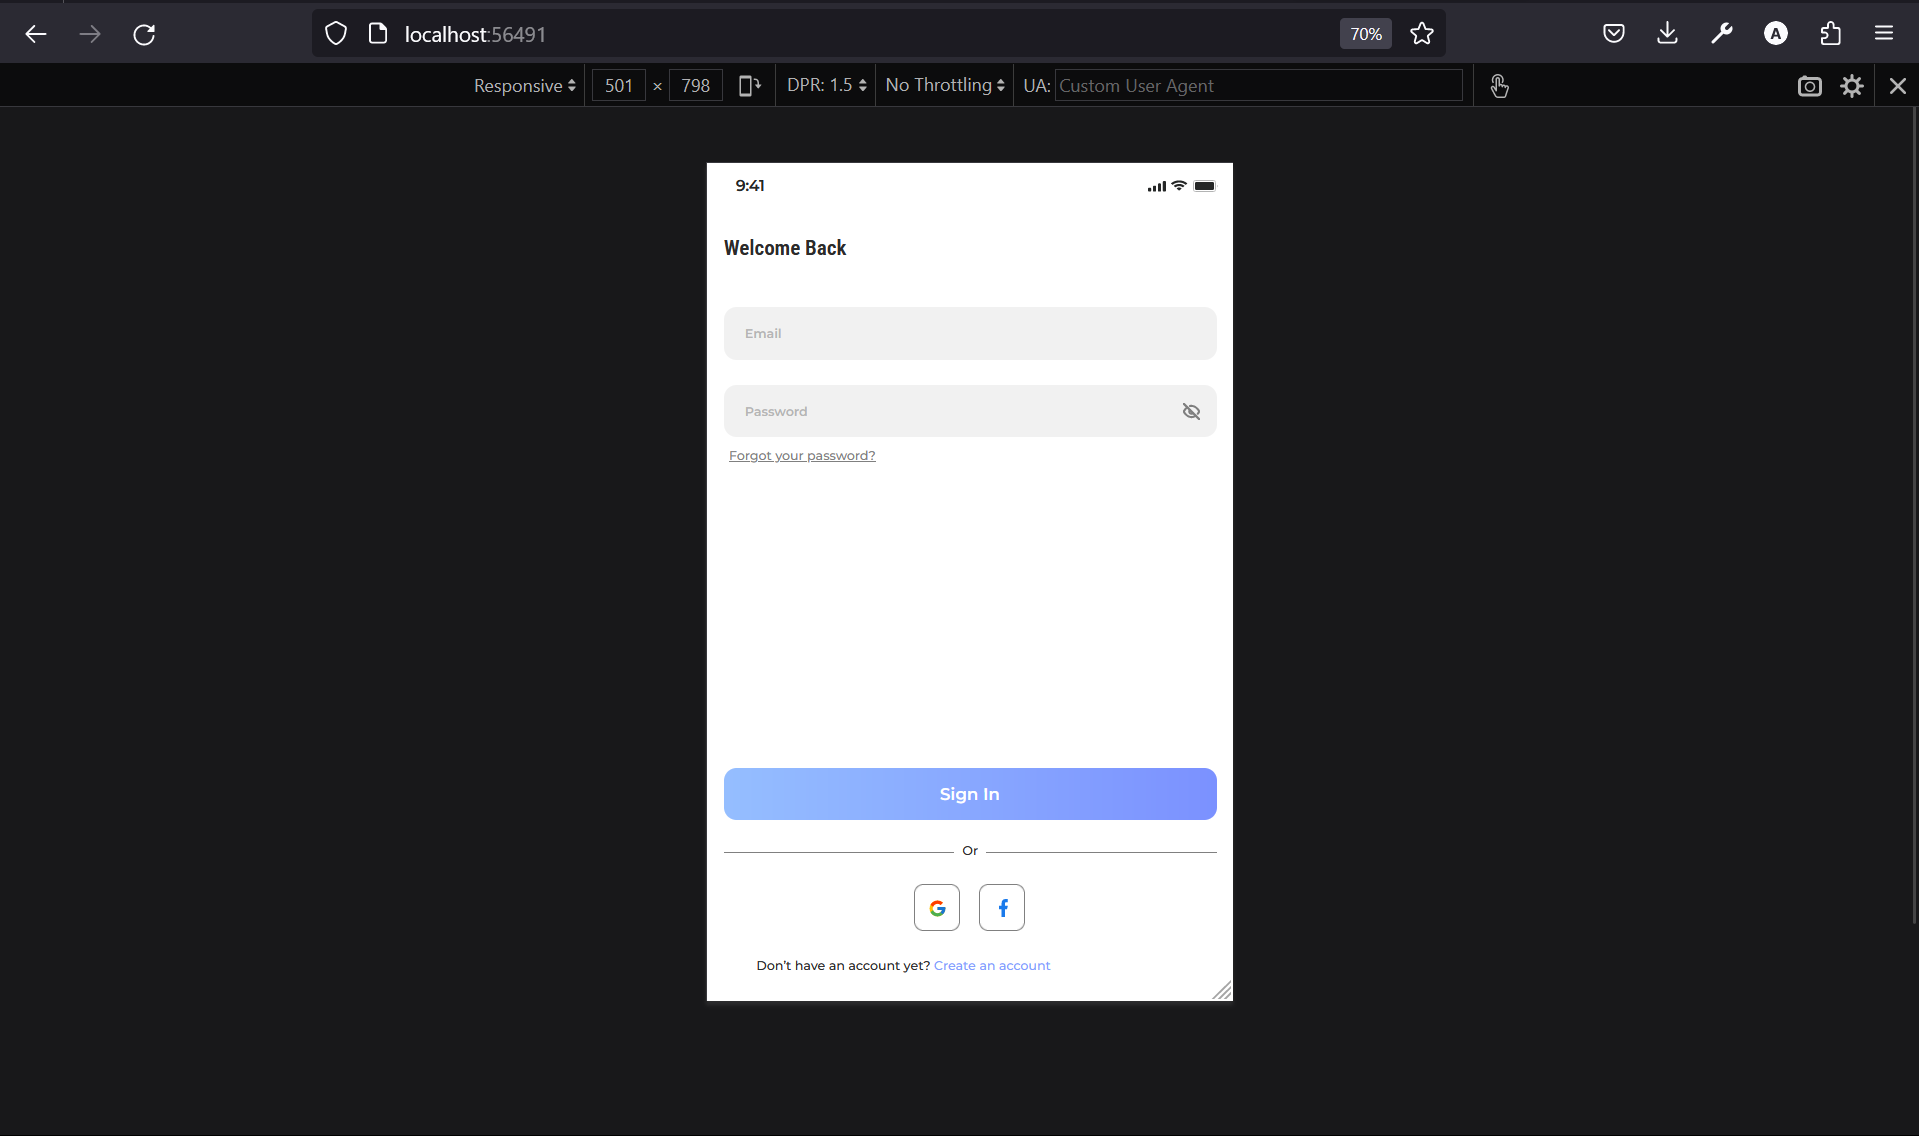 localhost:56491
70%
Responsive 501 × 798 DPR: 1.5 No Throttling UA: Custom User Agent
9:41
Welcome Back
Email
Password
Forgot your password?
Sign In
Or
Don't have an account yet? Create an account